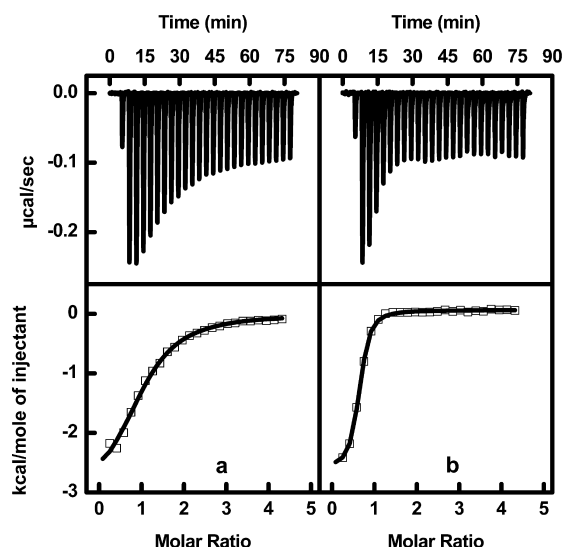 Time (min) Time (min)
0 15 30 45 60 75 90 0 15 30 45 60 75 90
0.0
-0.1
-0.2
µcal/sec
0
-1
-2
-3
kcal/mole of injectant
a b
0 1 2 3 4 5 0 1 2 3 4 5
Molar Ratio Molar Ratio